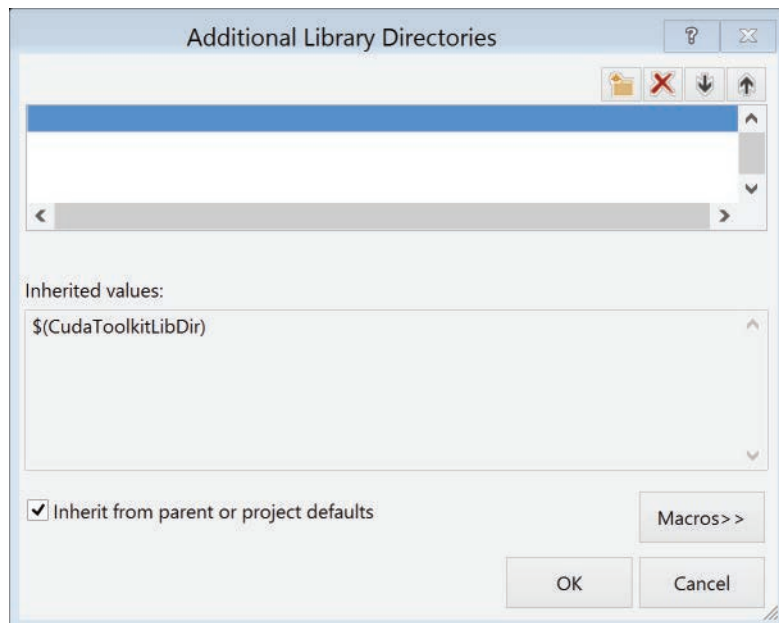 Additional Library Directories
?
Inherited values:
$(CudaToolkitLibDir)
Inherit from parent or project defaults
Macros>>
OK
Cancel